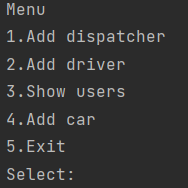 Menu
1.Add dispatcher
2.Add driver
3.Show users
4.Add car
5.Exit
Select: